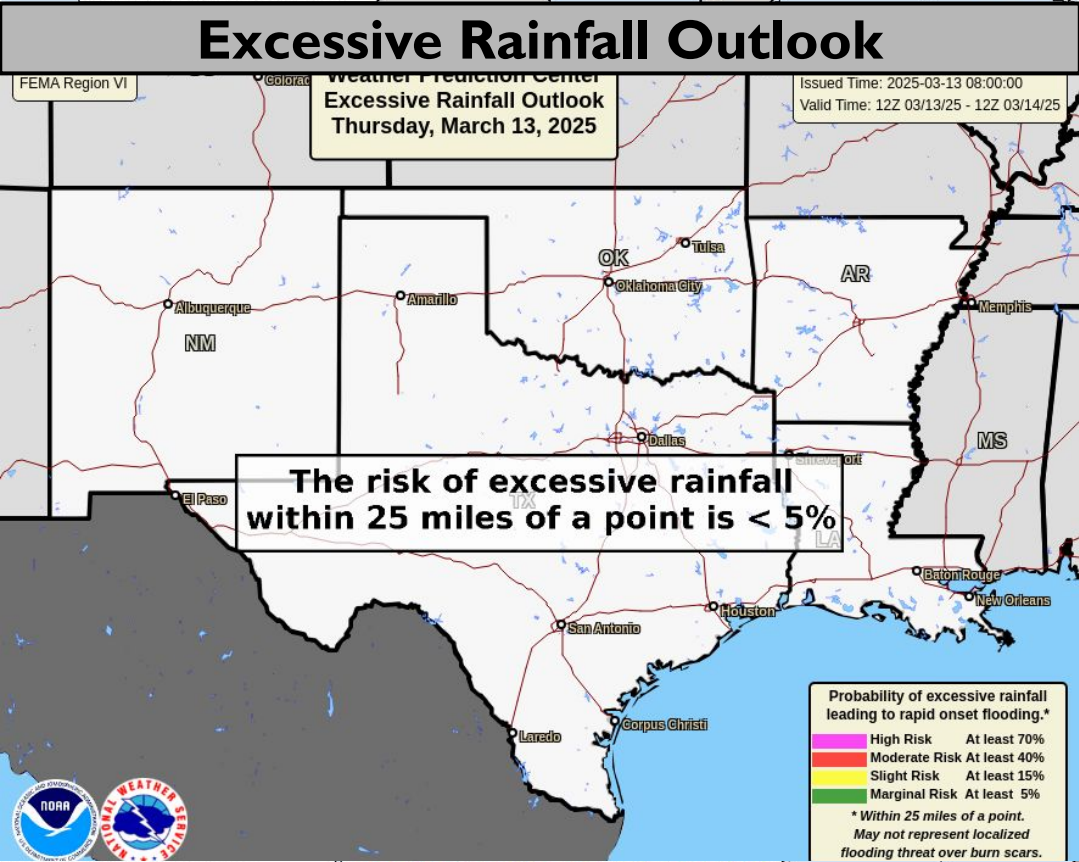 Excessive Rainfall Outlook
FEMA Region VI
Weather Prediction Center
Excessive Rainfall Outlook
Thursday, March 13, 2025
Issued Time: 2025-03-13 08:00:00
Valid Time: 12Z 03/13/25 - 12Z 03/14/25
Colorad
Tulsa
OK
Oklahoma City
AR
Albuquerque
Amarillo
Memphis
NM
Dallas
MS
Shreveport
The risk of excessive rainfall
within 25 miles of a point is < 5%
El Paso
TX
LA
Baton Rouge
New Orleans
Houston
San Antonio
Corpus Christi
Laredo
Probability of excessive rainfall
leading to rapid onset flooding.*
High Risk At least 70%
Moderate Risk At least 40%
Slight Risk At least 15%
Marginal Risk At least 5%
* Within 25 miles of a point.
May not represent localized
flooding threat over burn scars.
NOAA
NATIONAL WEATHER SERVICE